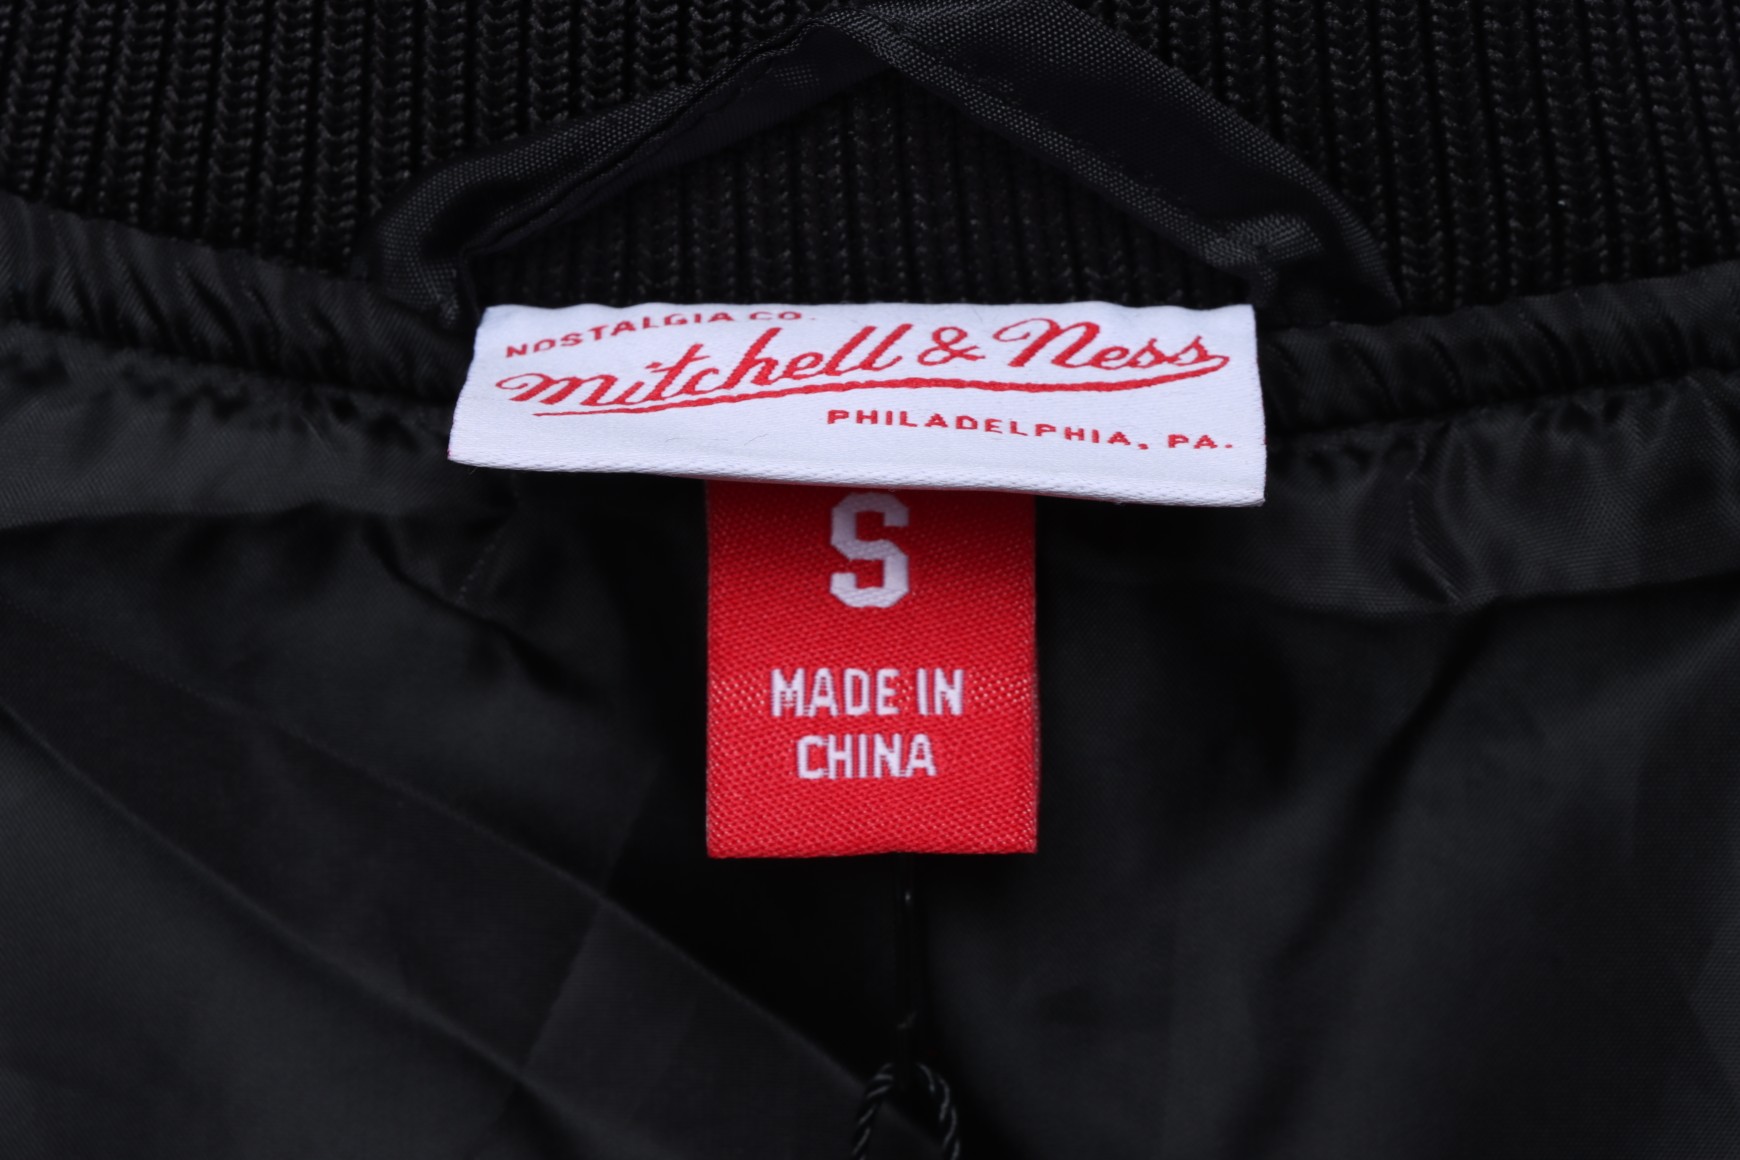 NOSTALGIA CO.
Mitchell & Ness
PHILADELPHIA, PA.
S
MADE IN
CHINA